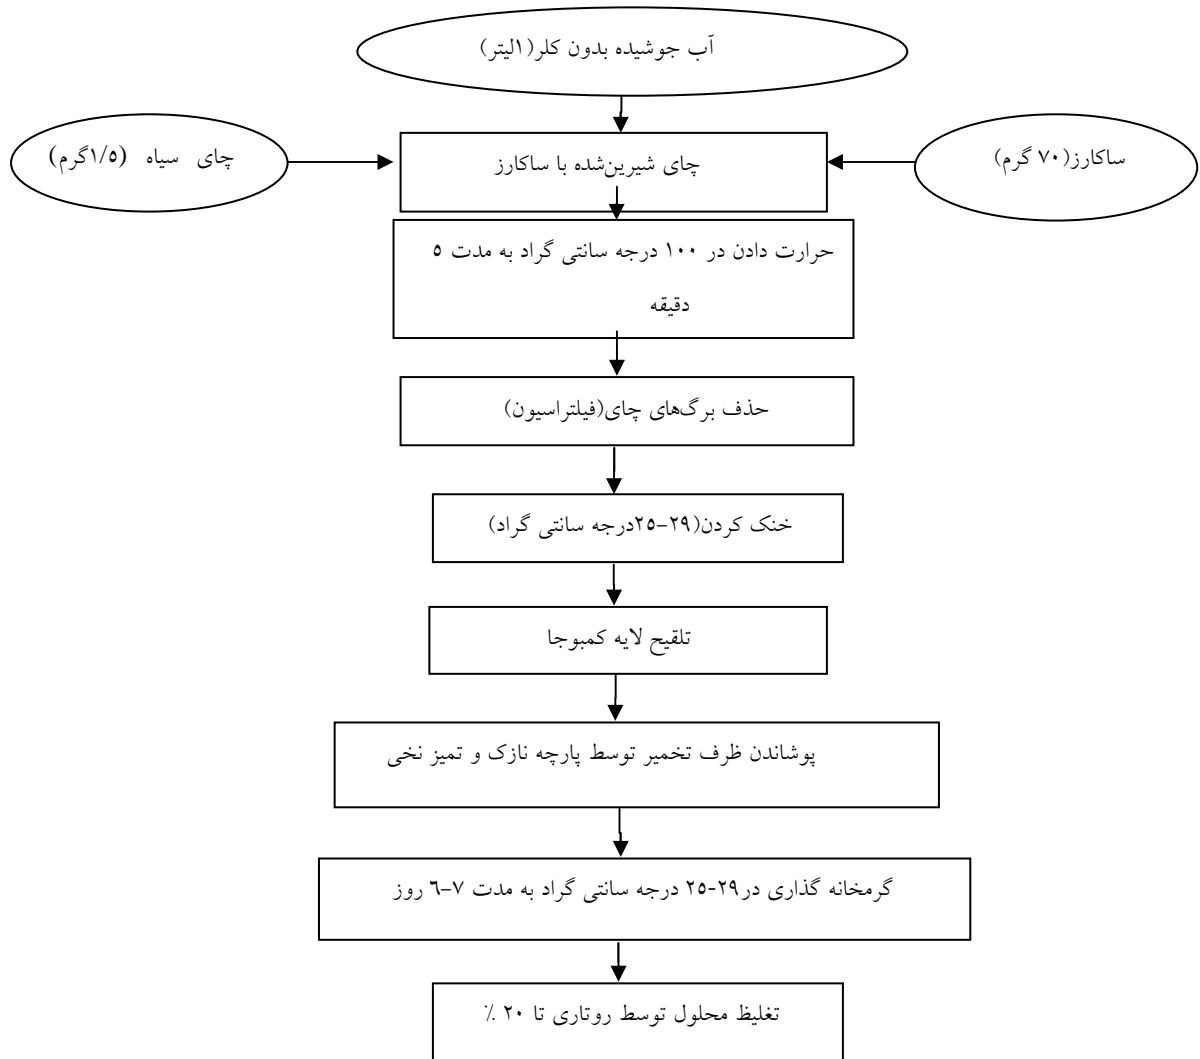 آب جوشیده بدون کلر(۱لیتر)
ساکارز(۷۰ گرم)
چای شیرین‌شده با ساکارز
چای سیاه (۱/۵گرم)
حرارت دادن در ۱۰۰ درجه سانتی گراد به مدت ۵
دقیقه
حذف برگ‌های چای(فیلتراسیون)
خنک کردن(۲۹–۲۵درجه سانتی گراد)
تلقیح لایه کمبوجا
پوشاندن ظرف تخمیر توسط پارچه نازک و تمیز نخی
گرمخانه گذاری در۲۹-۲۵ درجه سانتی گراد به مدت ۷–۶ روز
تغلیظ محلول توسط روتاری تا ۲۰ ٪